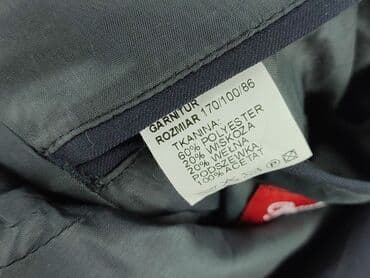 GARNITUR
ROZMIAR 170/100/86
TKANINA:
60% POLYESTER
20% WISKOZA
20% WEŁNA
PODSZEWKA
100% ACETAT